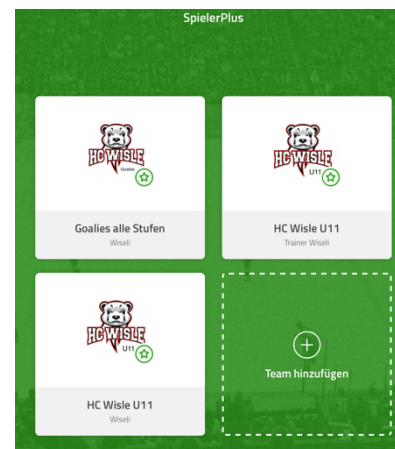 SpielerPlus
HC WISLE
Goalies
Goalies alle Stufen
Wiseli
HC WISLE
U11
HC Wisle U11
Trainer Wiseli
HC WISLE
U11
HC Wisle U11
Wiseli
Team hinzufügen